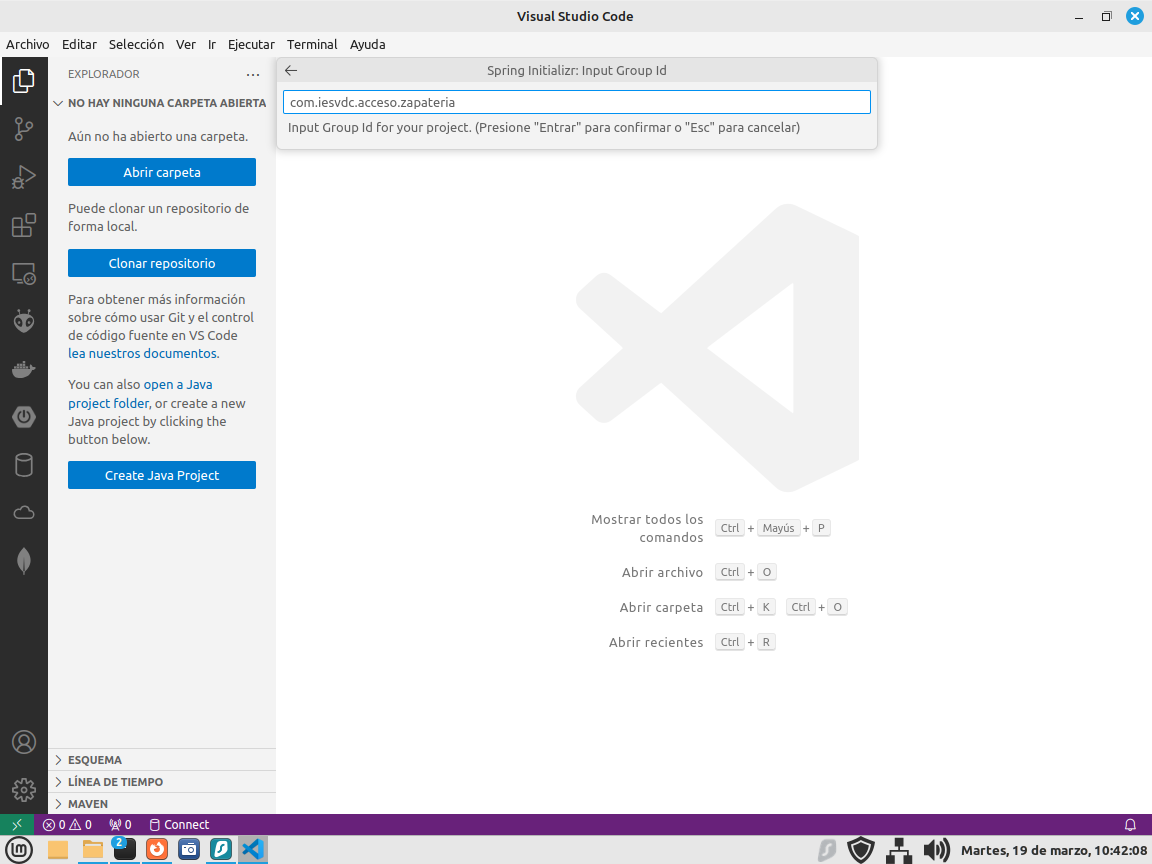 Visual Studio Code
Archivo Editar Selección Ver Ir Ejecutar Terminal Ayuda
EXPLORADOR
NO HAY NINGUNA CARPETA ABIERTA
Aún no ha abierto una carpeta.
Abrir carpeta
Puede clonar un repositorio de
forma local.
Clonar repositorio
Para obtener más información
sobre cómo usar Git y el control
de código fuente en VS Code
lea nuestros documentos.
You can also open a Java
project folder, or create a new
Java project by clicking the
button below.
Create Java Project
ESQUEMA
LÍNEA DE TIEMPO
MAVEN
Spring Initializr: Input Group Id
com.iesvdc.acceso.zapateria
Input Group Id for your project. (Presione "Entrar" para confirmar o "Esc" para cancelar)
Mostrar todos los
comandos
Ctrl + Mayús + P
Abrir archivo Ctrl + O
Abrir carpeta Ctrl + K Ctrl + O
Abrir recientes Ctrl + R
0 0 0 Connect
2
Martes, 19 de marzo, 10:42:08